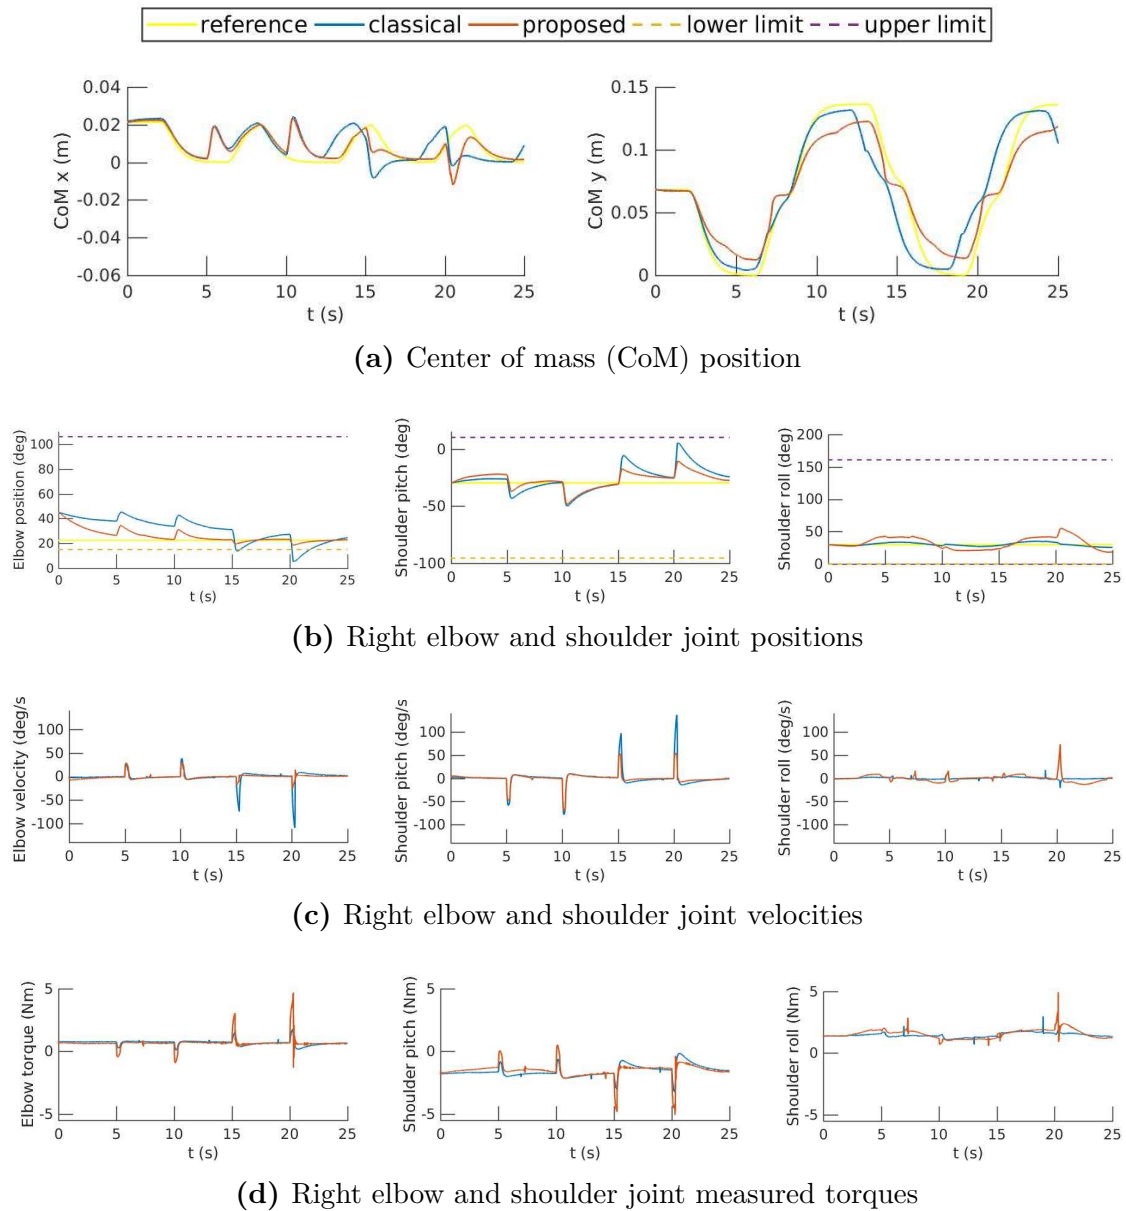 reference classical proposed lower limit upper limit
CoM x (m)
0.04
0.02
0
-0.02
-0.04
-0.06
0 5 10 15 20 25
t (s)
CoM y (m)
0.15
0.1
0.05
0
0 5 10 15 20 25
t (s)
(a) Center of mass (CoM) position
Elbow position (deg)
100
80
60
40
20
0
0 5 10 15 20 25
t (s)
Shoulder pitch (deg)
0
-50
-100
0 5 10 15 20 25
t (s)
Shoulder roll (deg)
200
150
100
50
0
0 5 10 15 20 25
t (s)
(b) Right elbow and shoulder joint positions
Elbow velocity (deg/s
100
50
0
-50
-100
0 5 10 15 20 25
t (s)
Shoulder pitch (deg/s
100
50
0
-50
-100
0 5 10 15 20 25
t (s)
Shoulder roll (deg/s)
100
50
0
-50
-100
0 5 10 15 20 25
t (s)
(c) Right elbow and shoulder joint velocities
Elbow torque (Nm)
5
0
-5
0 5 10 15 20 25
t (s)
Shoulder pitch (Nm)
5
0
-5
0 5 10 15 20 25
t (s)
Shoulder roll (Nm)
5
0
-5
0 5 10 15 20 25
t (s)
(d) Right elbow and shoulder joint measured torques